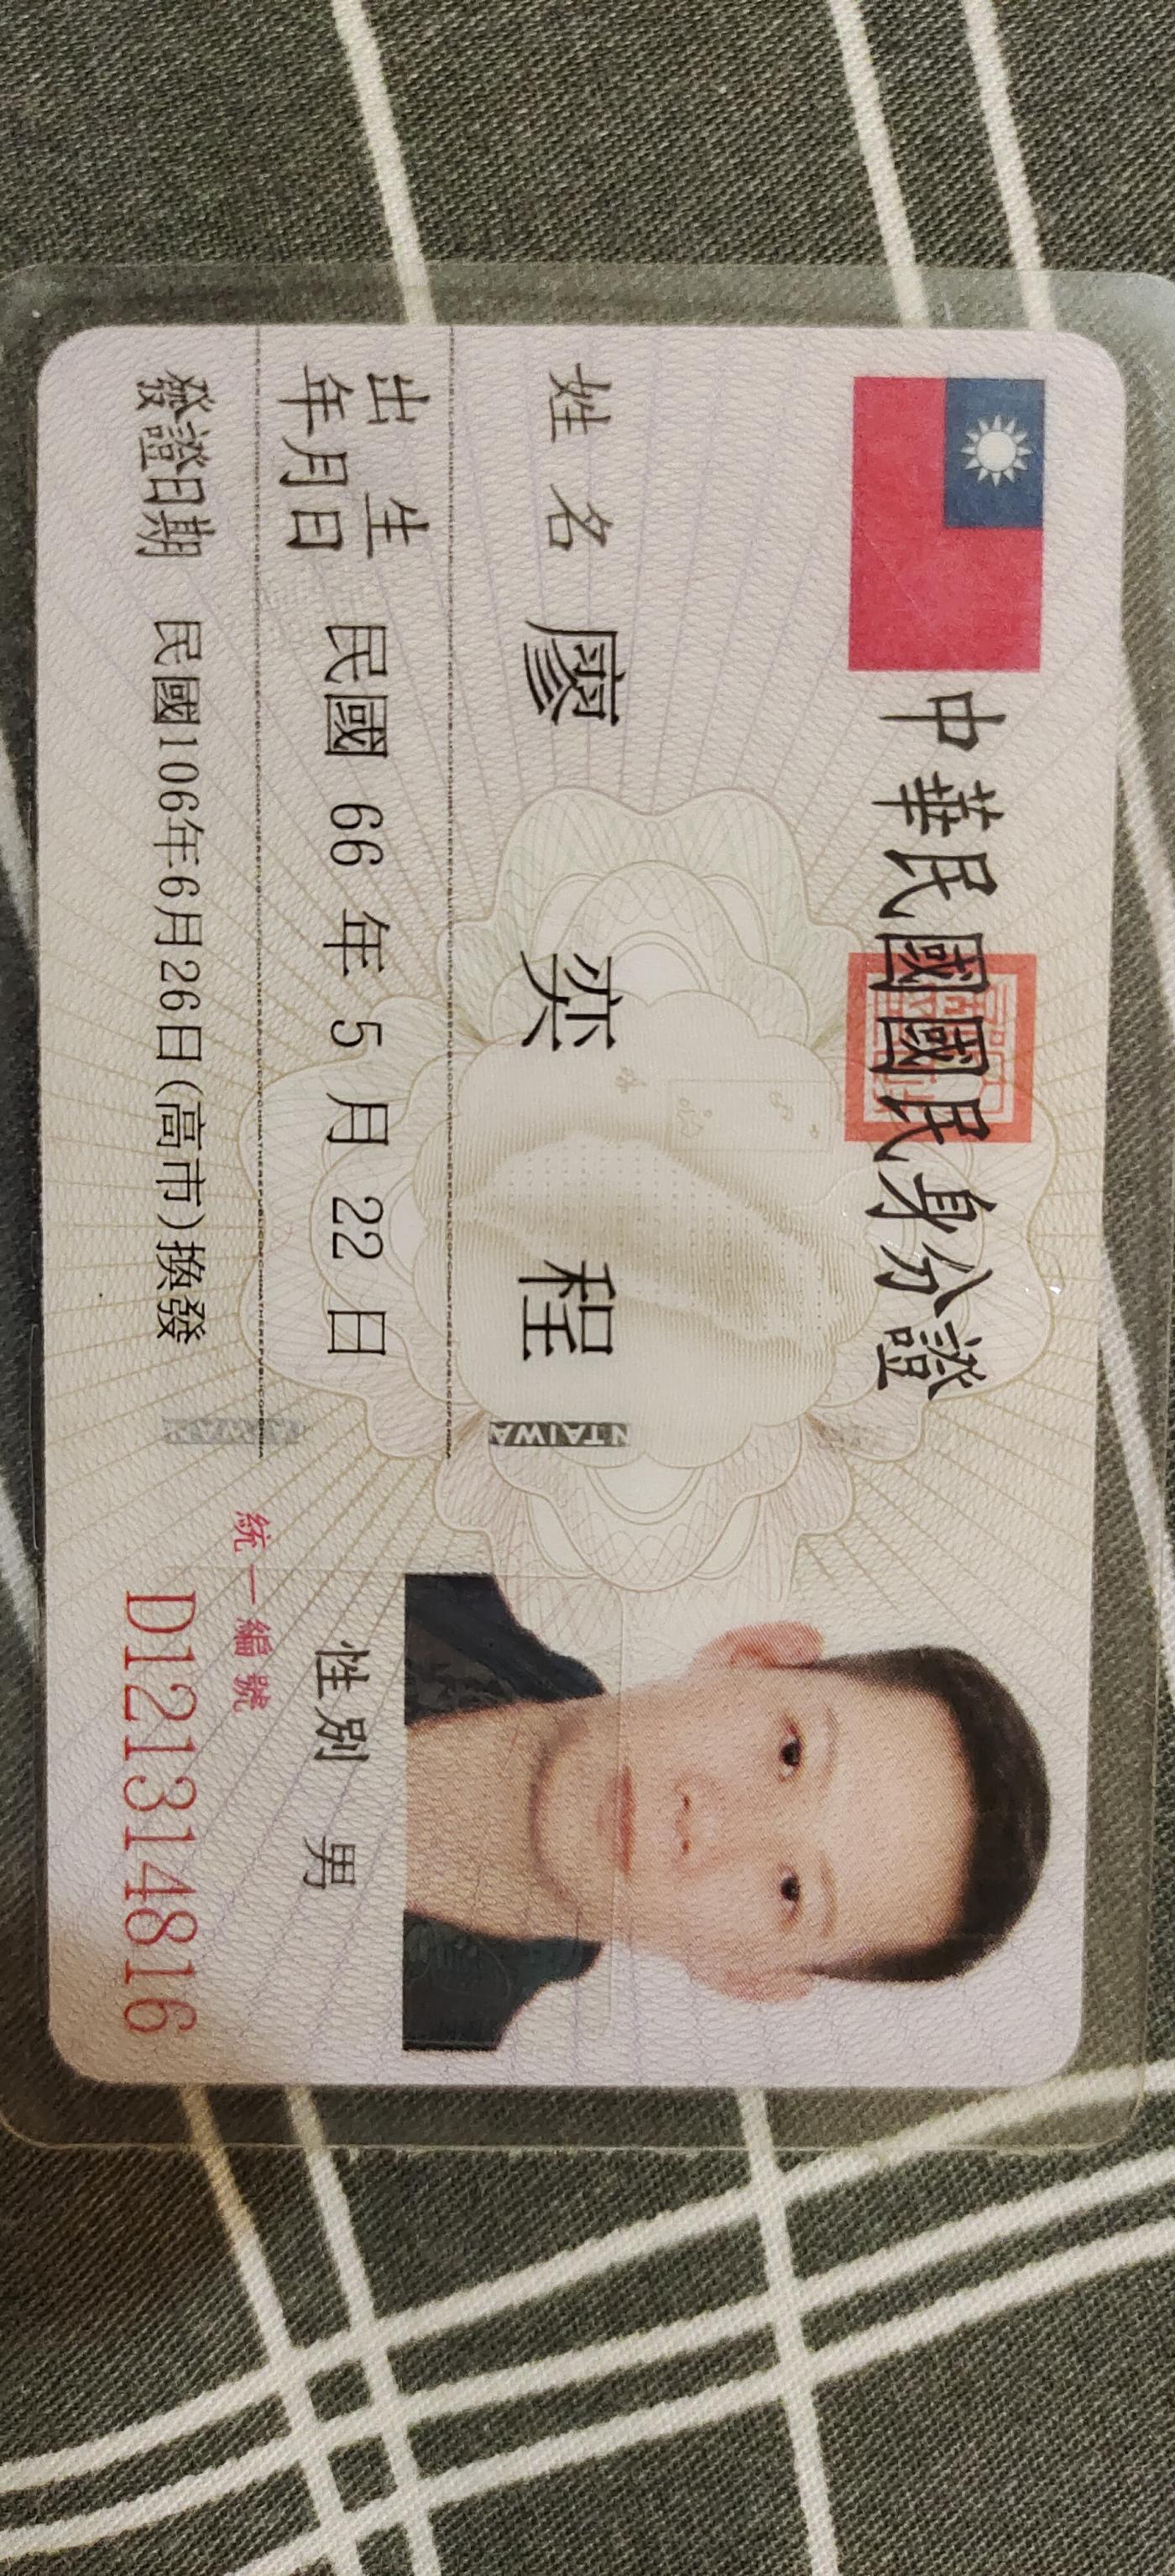 中華民國國民身分證
姓名 廖奕程
出生年月日 民國 66 年 5 月 22 日
發證日期 民國106年6月26日(高市)換發
TAIWAN
NTAIWA
性別 男
統一編號
D121314816